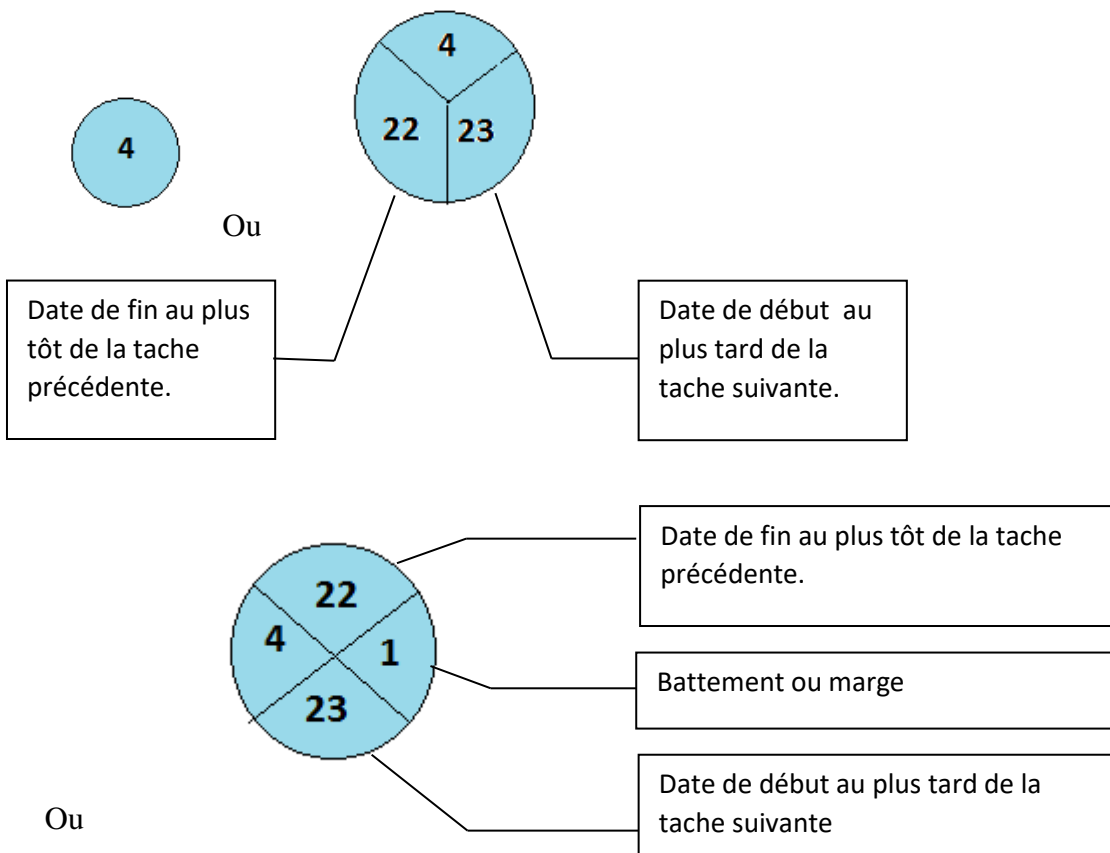 4
4
22 23
Ou
Date de fin au plus
tôt de la tache
précédente.
Date de début au
plus tard de la
tache suivante.
22
4
1
23
Date de fin au plus tôt de la tache
précédente.
Battement ou marge
Date de début au plus tard de la
tache suivante
Ou